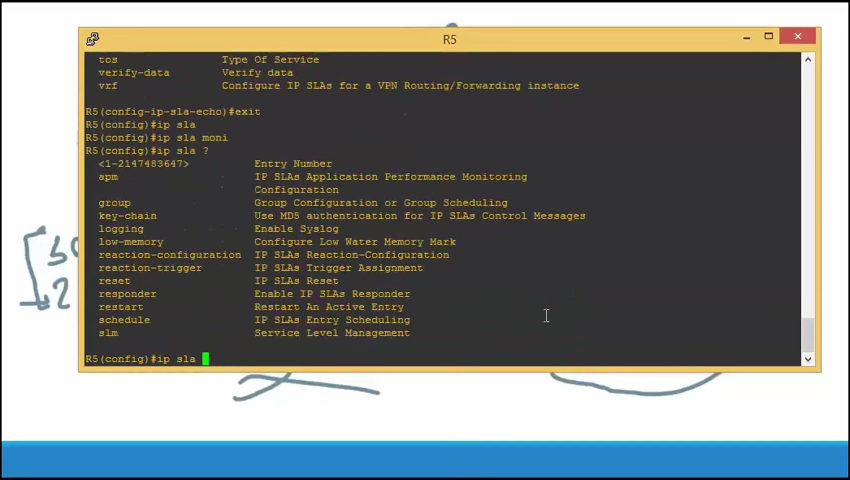 R5
tos Type Of Service
verify-data Verify data
vrf Configure IP SLAs for a VPN Routing/Forwarding instance
R5(config-ip-sla-echo)#exit
R5(config)#ip sla
R5(config)#ip sla moni
R5(config)#ip sla ?
<1-2147483647> Entry Number
apm IP SLAs Application Performance Monitoring
Configuration
group Group Configuration or Group Scheduling
key-chain Use MD5 authentication for IP SLAs Control Messages
logging Enable Syslog
low-memory Configure Low Water Memory Mark
reaction-configuration IP SLAs Reaction-Configuration
reaction-trigger IP SLAs Trigger Assignment
reset IP SLAs Reset
responder Enable IP SLAs Responder
restart Restart An Active Entry
schedule IP SLAs Entry Scheduling
slm Service Level Management
R5(config)#ip sla